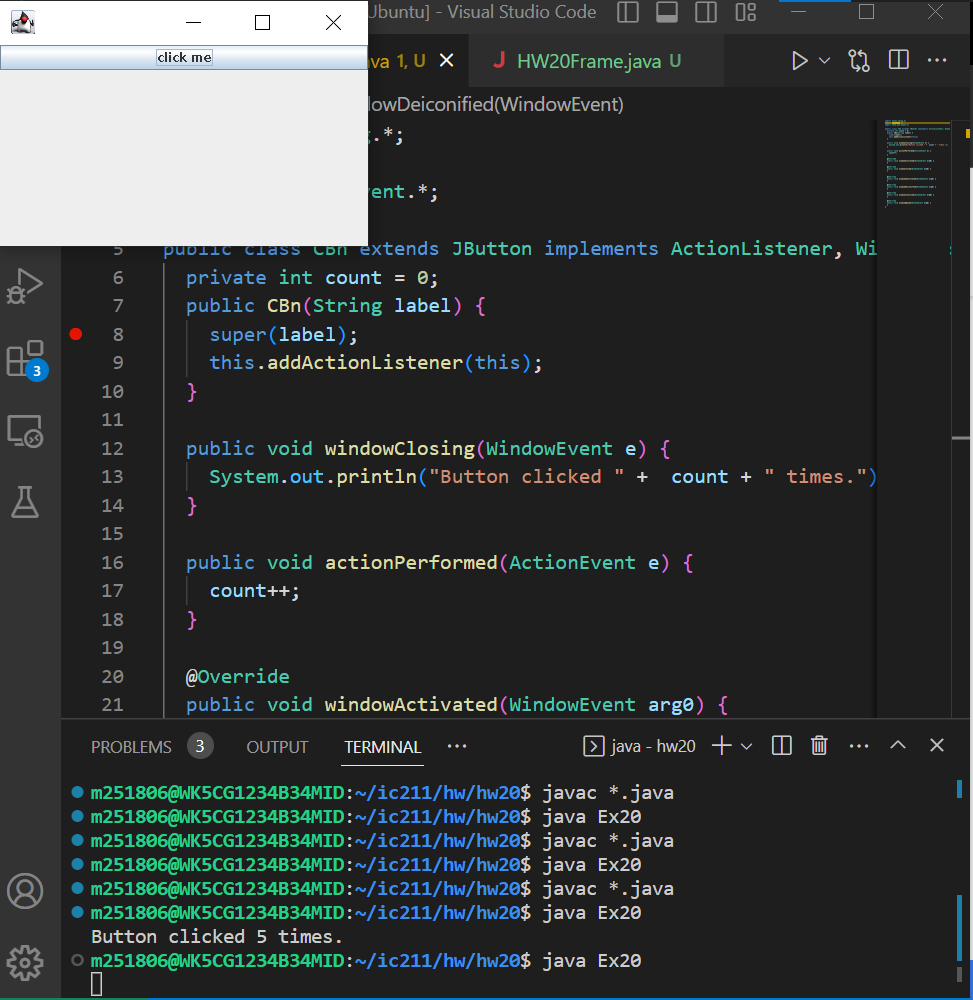 click me
Ubuntu] - Visual Studio Code
ava 1, U
J HW20Frame.java U
lowDeiconified(WindowEvent)
g.*;
vent.*;
5 public class CBn extends JButton implements ActionListener, Wi
6 private int count = 0;
7 public CBn(String label) {
8 super(label);
9 this.addActionListener(this);
10 }
11
12 public void windowClosing(WindowEvent e) {
13 System.out.println("Button clicked " +  count + " times.")
14 }
15
16 public void actionPerformed(ActionEvent e) {
17 count++;
18 }
19
20 @Override
21 public void windowActivated(WindowEvent arg0) {
3
PROBLEMS 3 OUTPUT TERMINAL ... java - hw20
m251806@WK5CG1234B34MID:~/ic211/hw/hw20$ javac *.java
m251806@WK5CG1234B34MID:~/ic211/hw/hw20$ java Ex20
m251806@WK5CG1234B34MID:~/ic211/hw/hw20$ javac *.java
m251806@WK5CG1234B34MID:~/ic211/hw/hw20$ java Ex20
m251806@WK5CG1234B34MID:~/ic211/hw/hw20$ javac *.java
m251806@WK5CG1234B34MID:~/ic211/hw/hw20$ java Ex20
Button clicked 5 times.
m251806@WK5CG1234B34MID:~/ic211/hw/hw20$ java Ex20